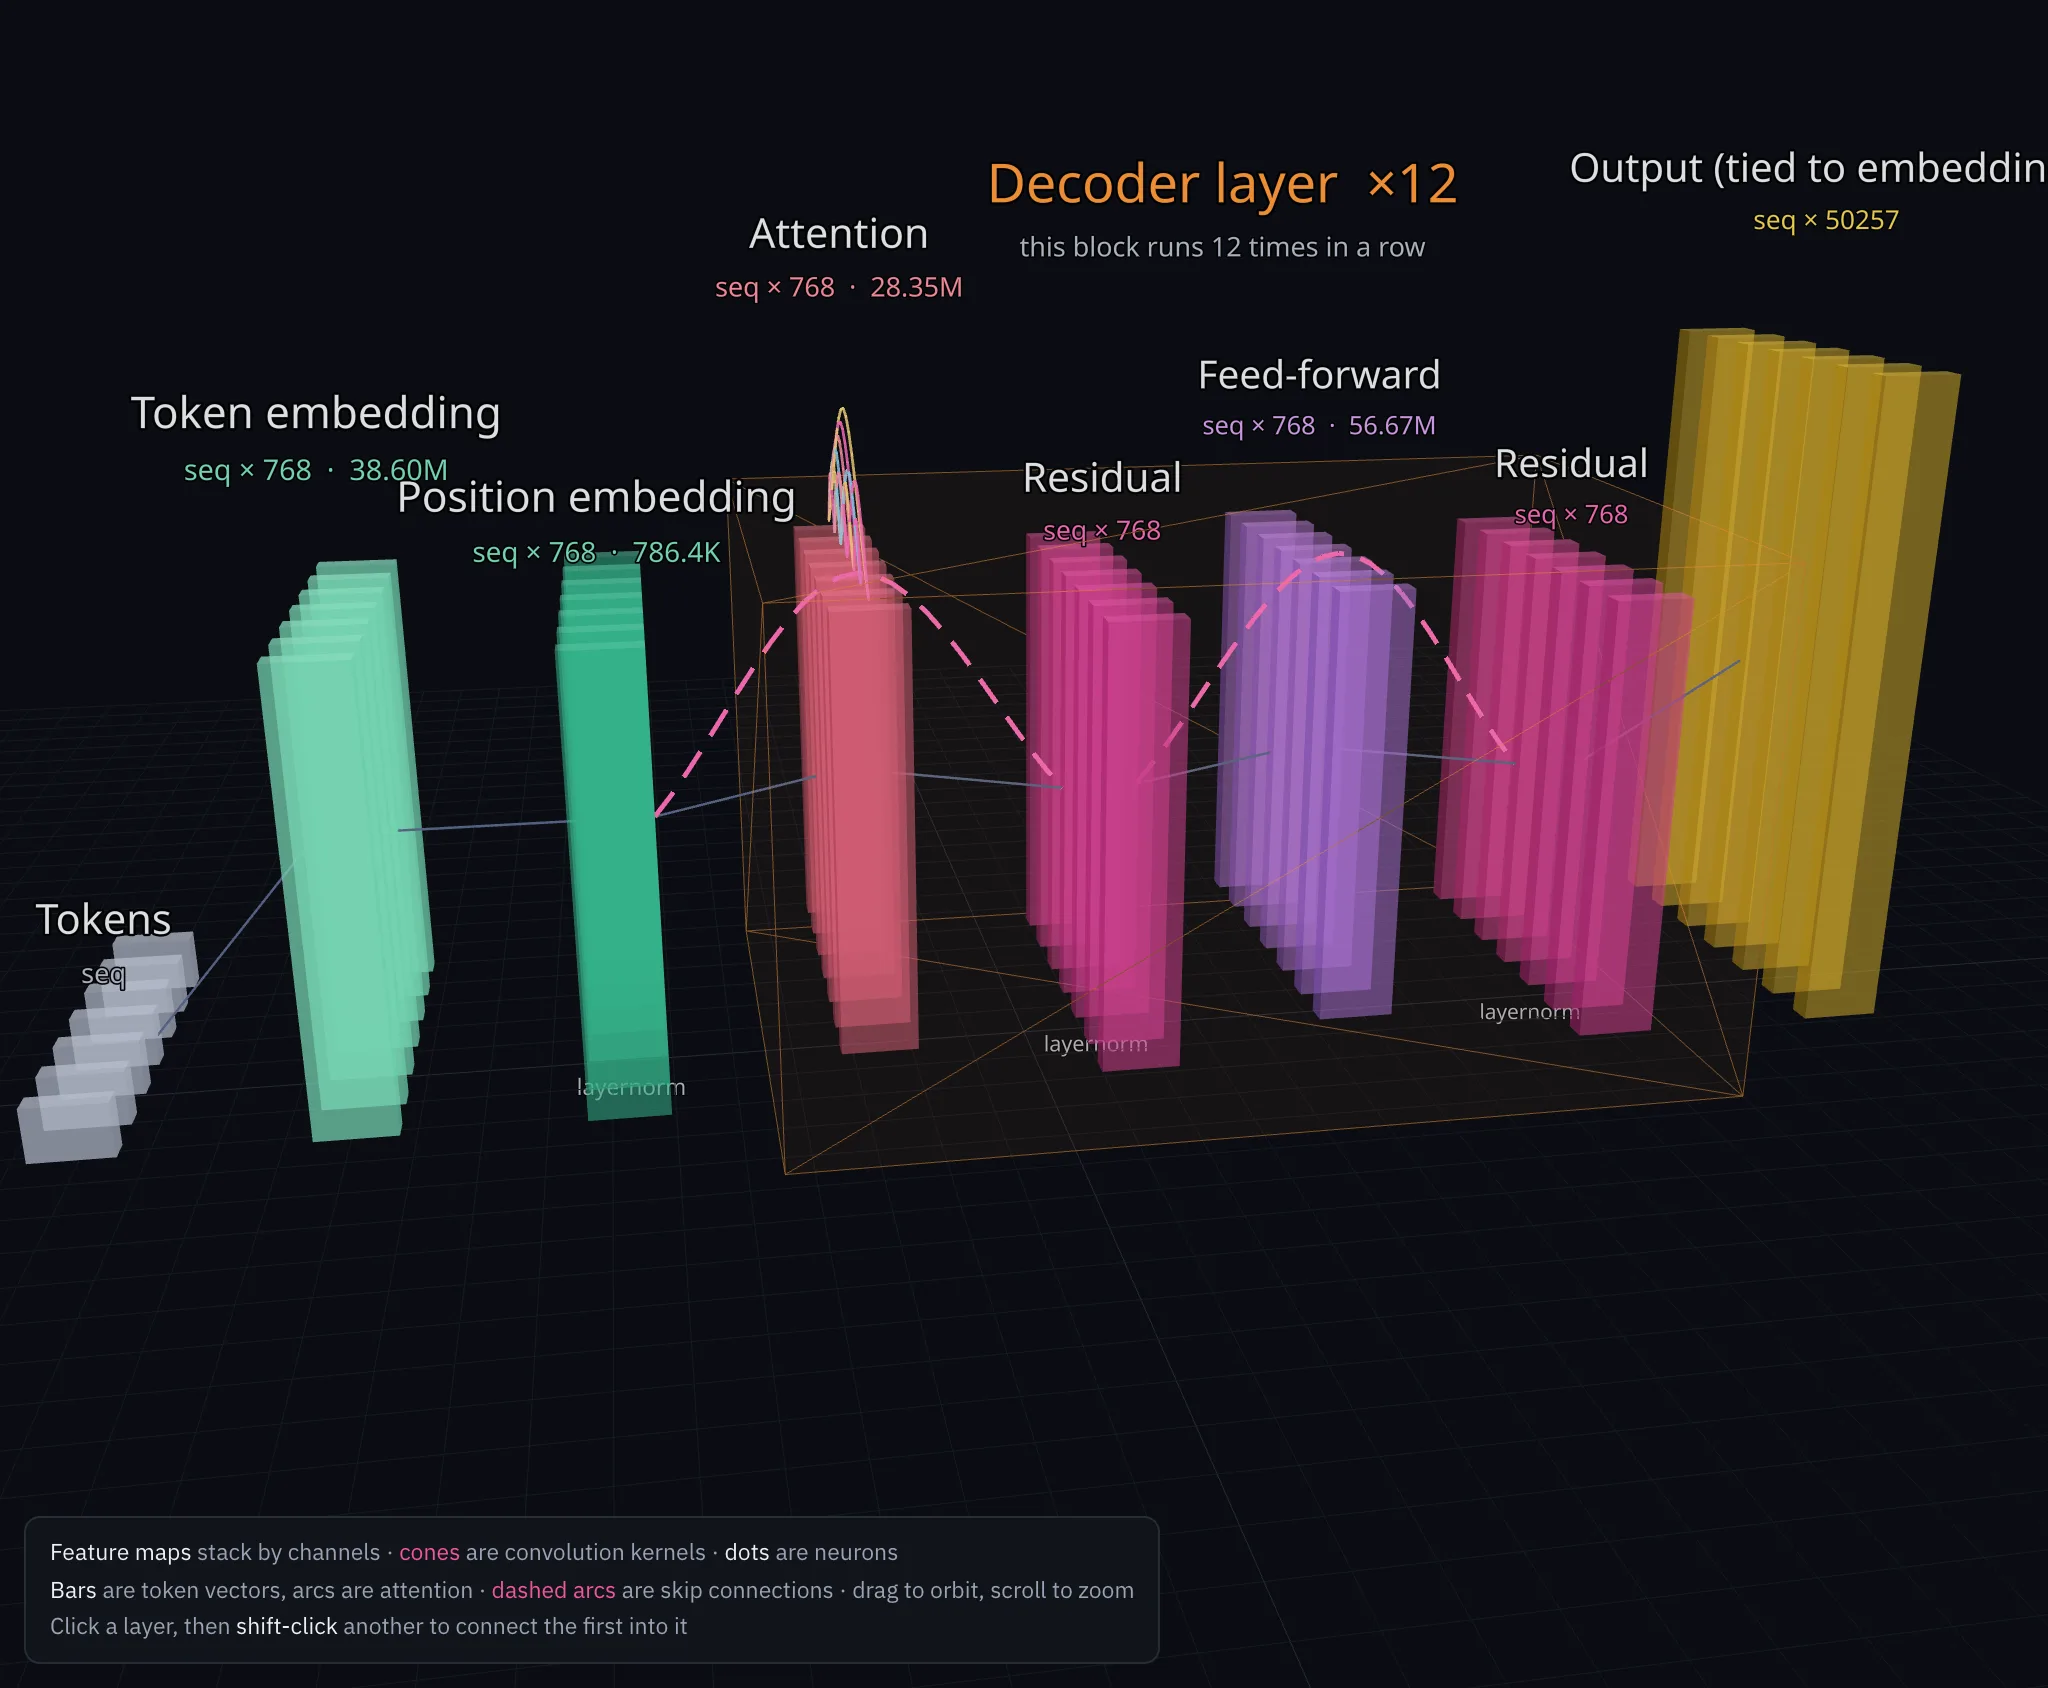 Decoder layer ×12
this block runs 12 times in a row
Output (tied to embeddin
seq × 50257
Attention
seq × 768 · 28.35M
Feed-forward
seq × 768 · 56.67M
Token embedding
seq × 768 · 38.60M
Position embedding
seq × 768 · 786.4K
Residual
seq × 768
Residual
seq × 768
Tokens
seq
layernorm
layernorm
layernorm
Feature maps stack by channels · cones are convolution kernels · dots are neurons
Bars are token vectors, arcs are attention · dashed arcs are skip connections · drag to orbit, scroll to zoom
Click a layer, then shift-click another to connect the first into it